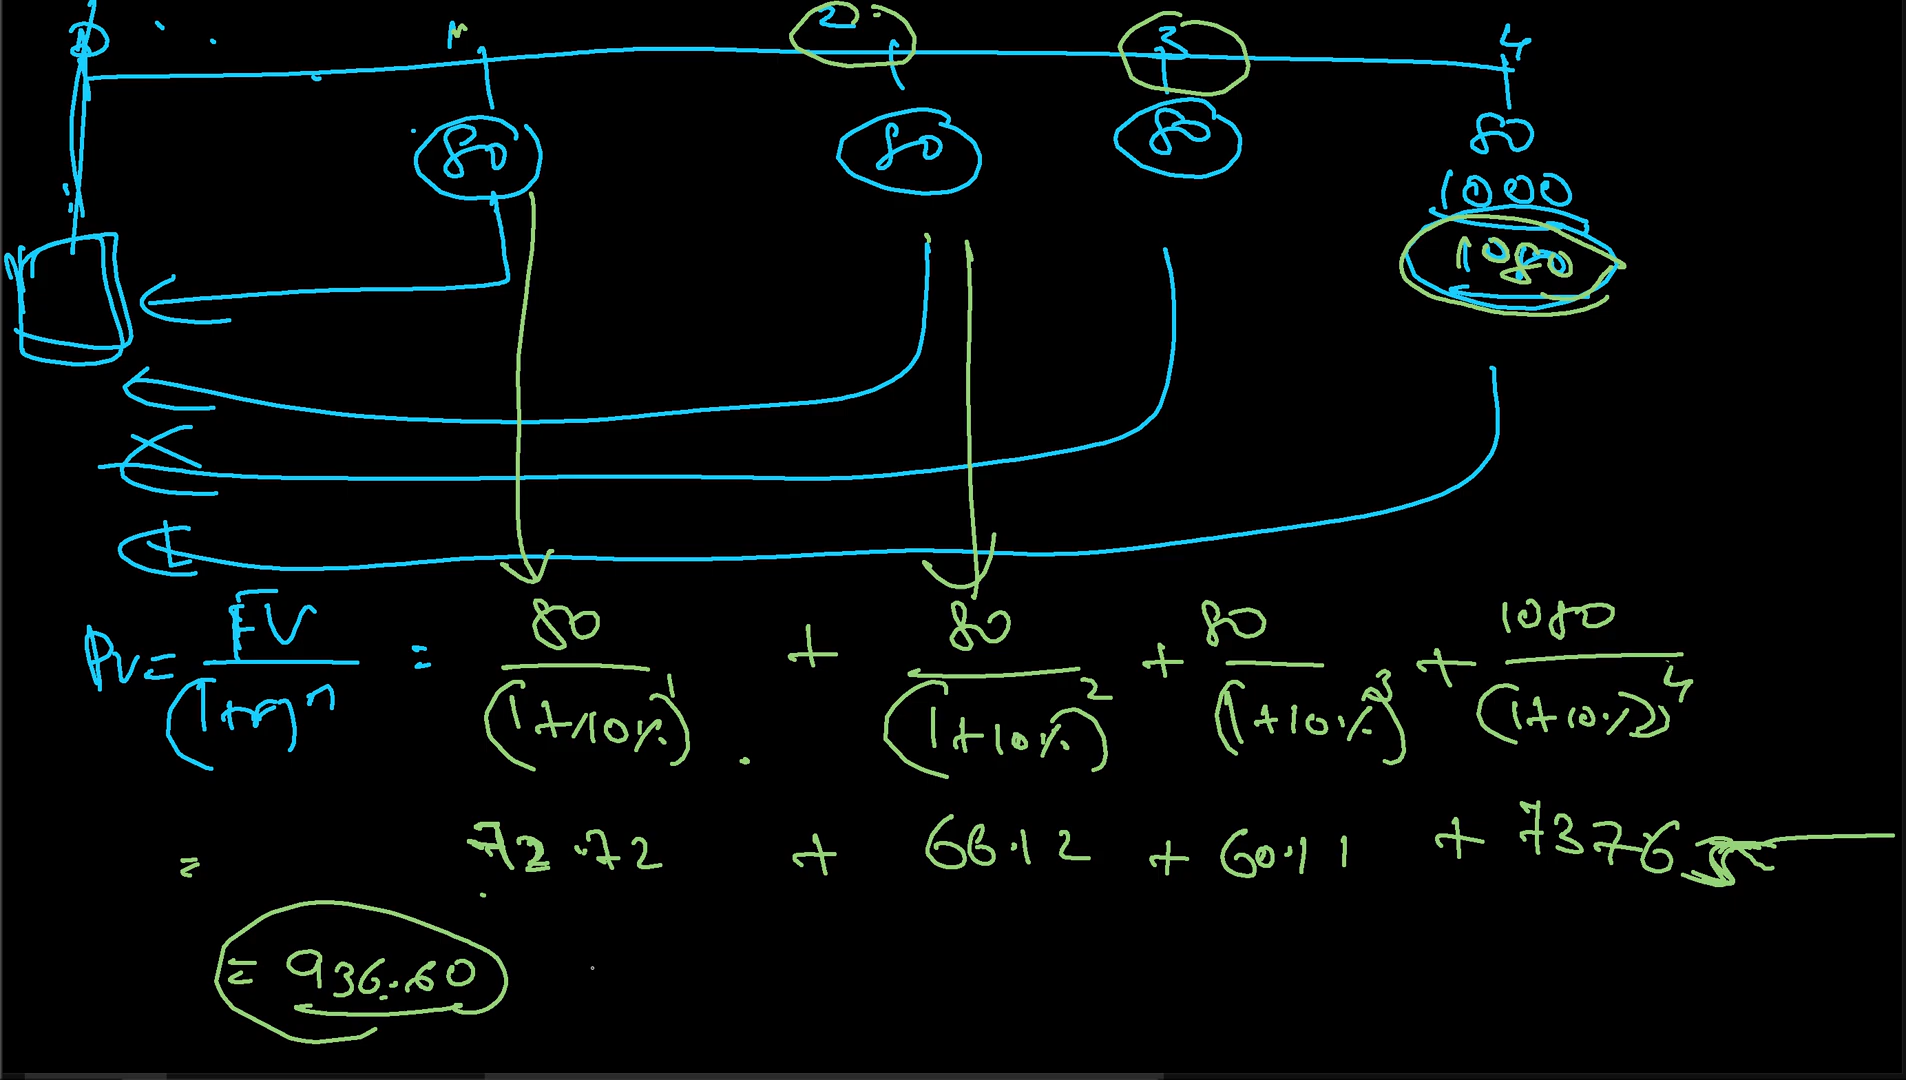 0 1 2 3 4
80 80 80 80
1000
1080
PV = FV / (1+r)^n = 80 / (1+10%)^1 + 80 / (1+10%)^2 + 80 / (1+10%)^3 + 1080 / (1+10%)^4
= 72.72 + 66.12 + 60.11 + 737.6
= 936.60